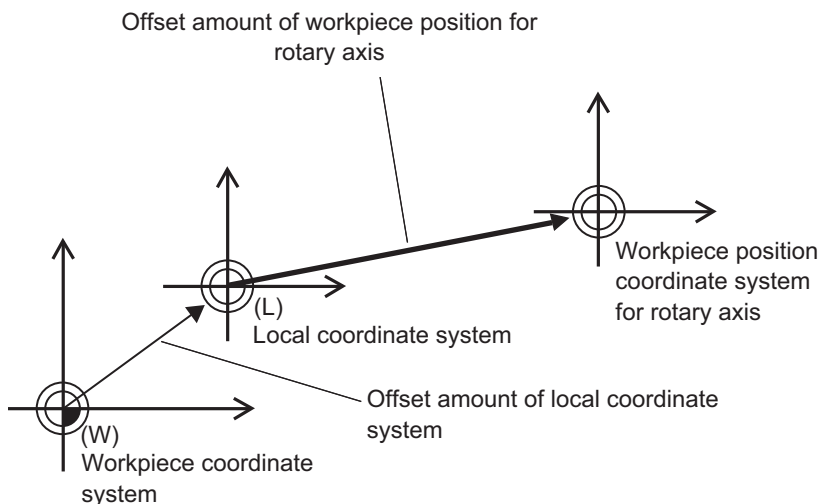 Offset amount of workpiece position for
rotary axis
Workpiece position
coordinate system
for rotary axis
(L)
Local coordinate system
Offset amount of local coordinate
system
(W)
Workpiece coordinate
system